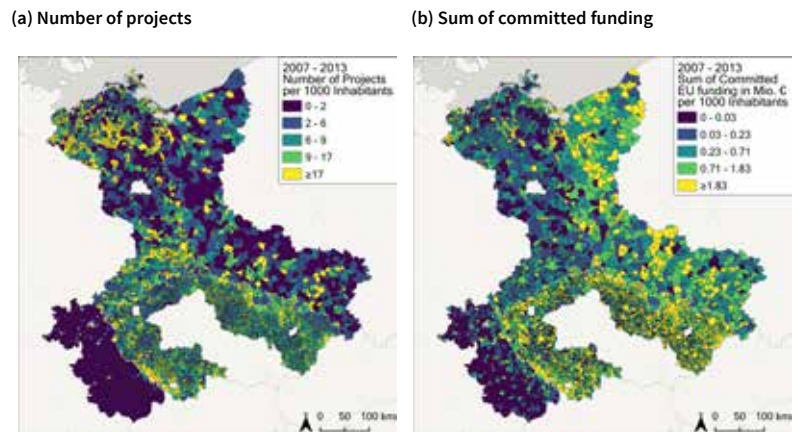 (a) Number of projects
(b) Sum of committed funding
2007 - 2013
Number of Projects
per 1000 Inhabitants
0 - 2
2 - 6
6 - 9
9 - 17
≥17
0 50 100 kms
2007 - 2013
Sum of Committed
EU funding in Mio. €
per 1000 Inhabitants
0 - 0.03
0.03 - 0.23
0.23 - 0.71
0.71 - 1.83
≥1.83
0 50 100 kms